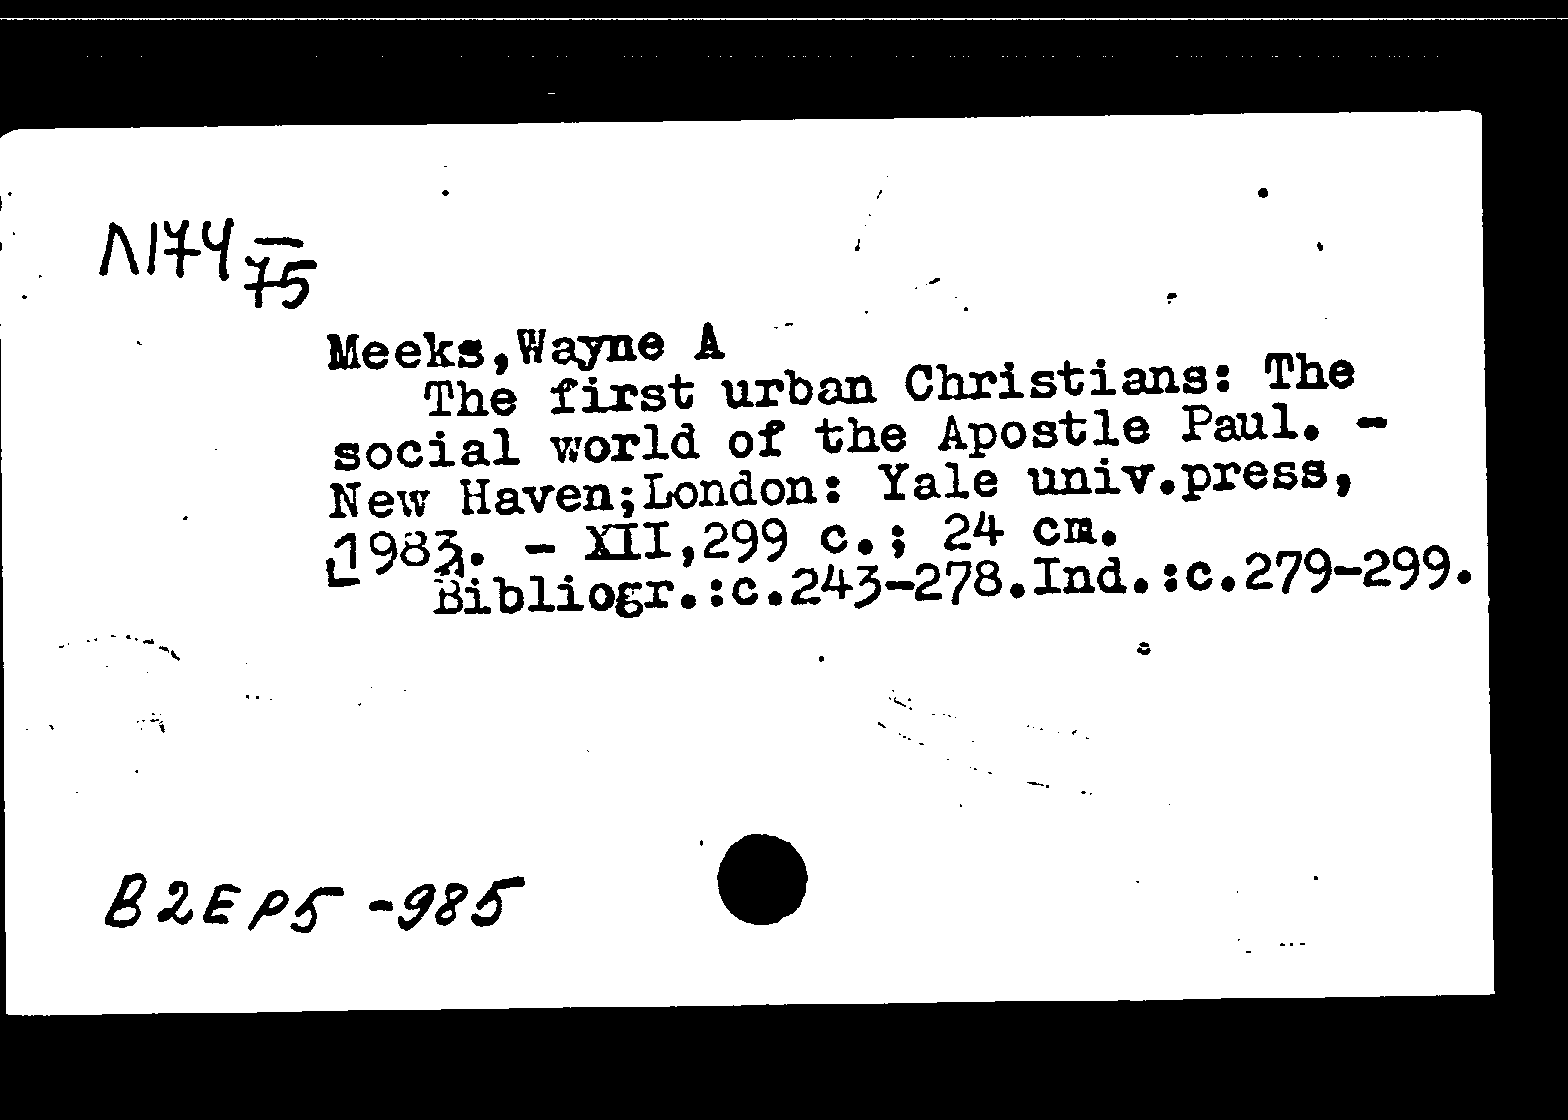 Л174
75
Meeks,Wayne A
The first urban Christians: The
social world of the Apostle Paul. -
New Haven;London: Yale univ.press,
[1983]. - XII,299 c.; 24 cm.
Bibliogr.:c.243-278.Ind.:c.279-299.
В2ЕР5-985